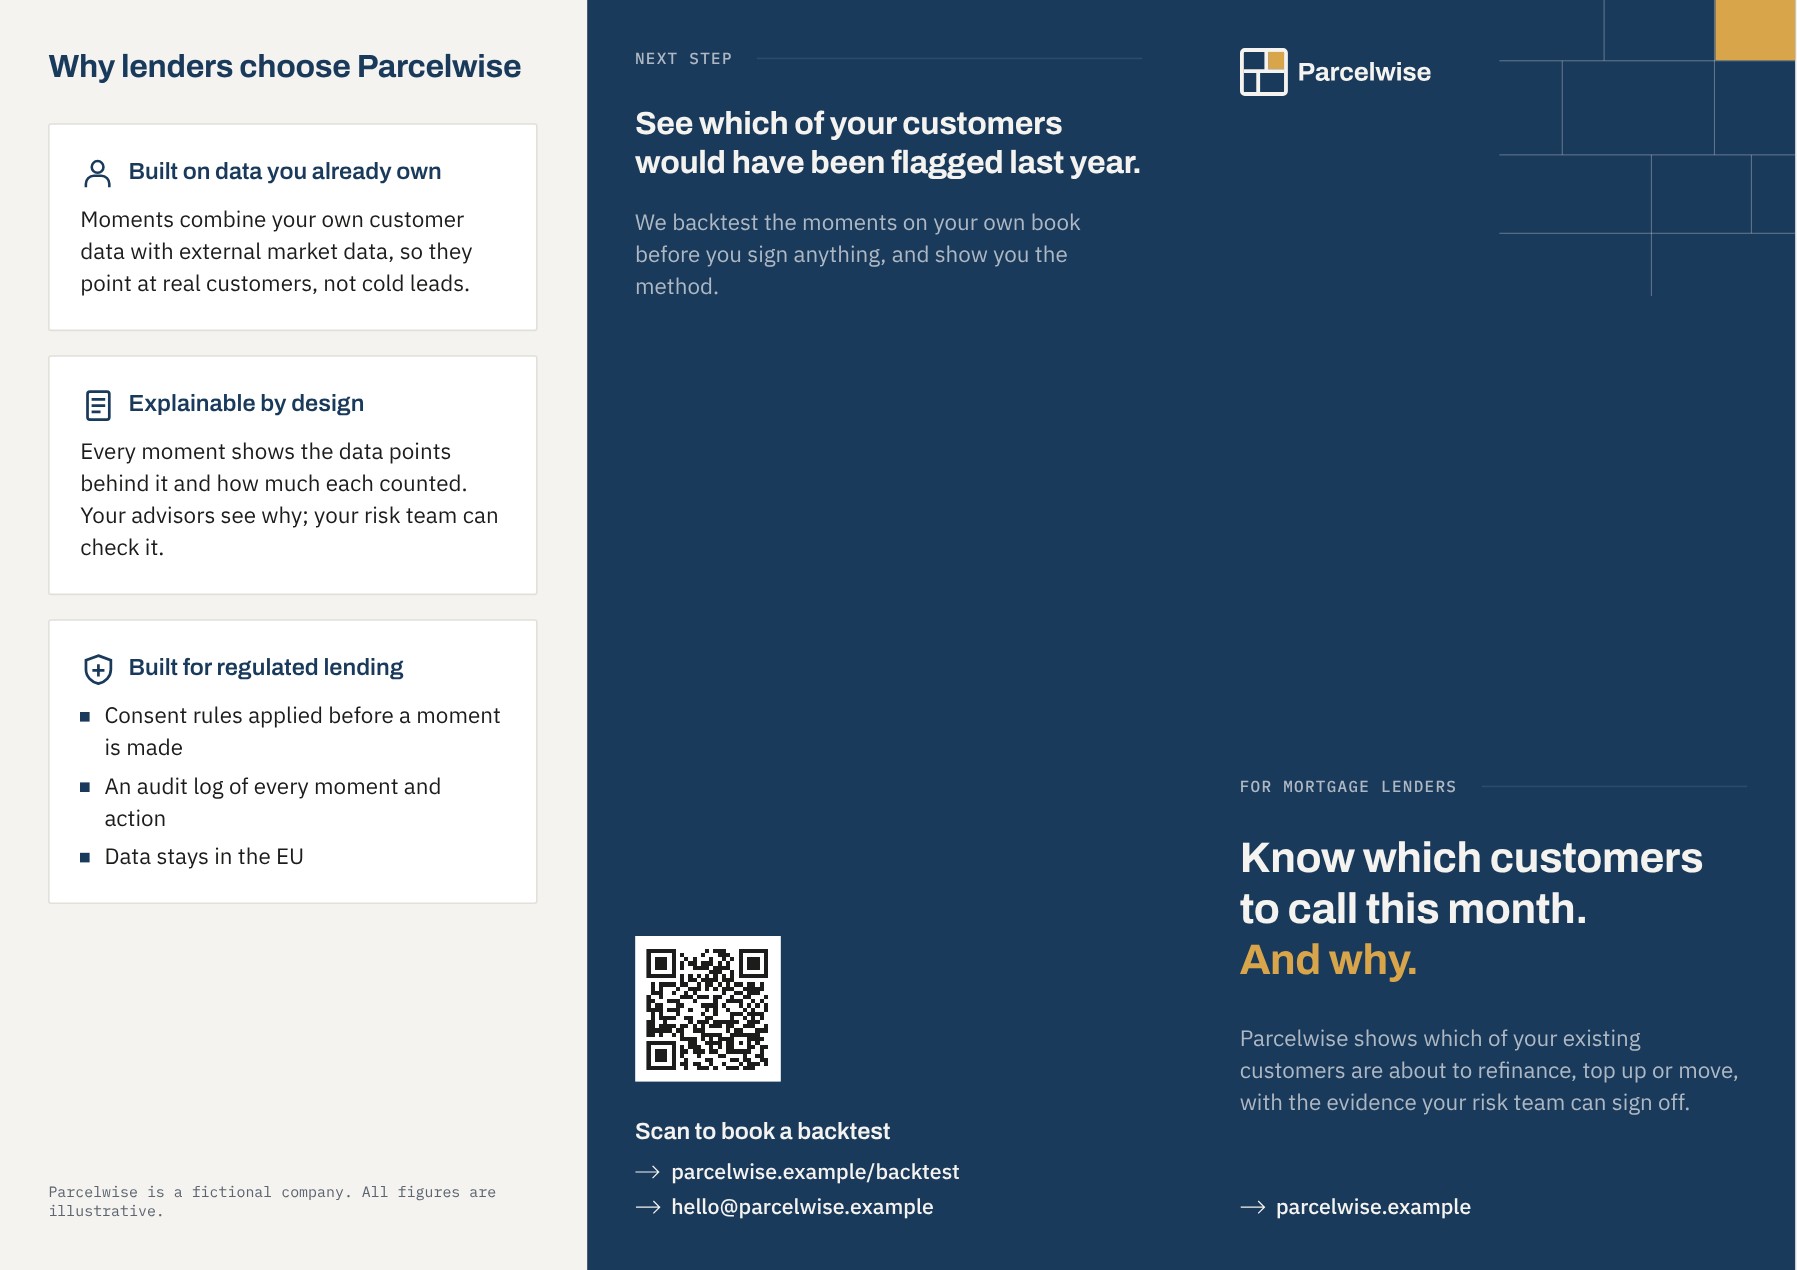 Why lenders choose Parcelwise
Built on data you already own
Moments combine your own customer
data with external market data, so they
point at real customers, not cold leads.
Explainable by design
Every moment shows the data points
behind it and how much each counted.
Your advisors see why; your risk team can
check it.
Built for regulated lending
Consent rules applied before a moment
is made
An audit log of every moment and
action
Data stays in the EU
Parcelwise is a fictional company. All figures are
illustrative.
NEXT STEP
See which of your customers
would have been flagged last year.
We backtest the moments on your own book
before you sign anything, and show you the
method.
Scan to book a backtest
→ parcelwise.example/backtest
→ hello@parcelwise.example
Parcelwise
FOR MORTGAGE LENDERS
Know which customers
to call this month.
And why.
Parcelwise shows which of your existing
customers are about to refinance, top up or move,
with the evidence your risk team can sign off.
→ parcelwise.example